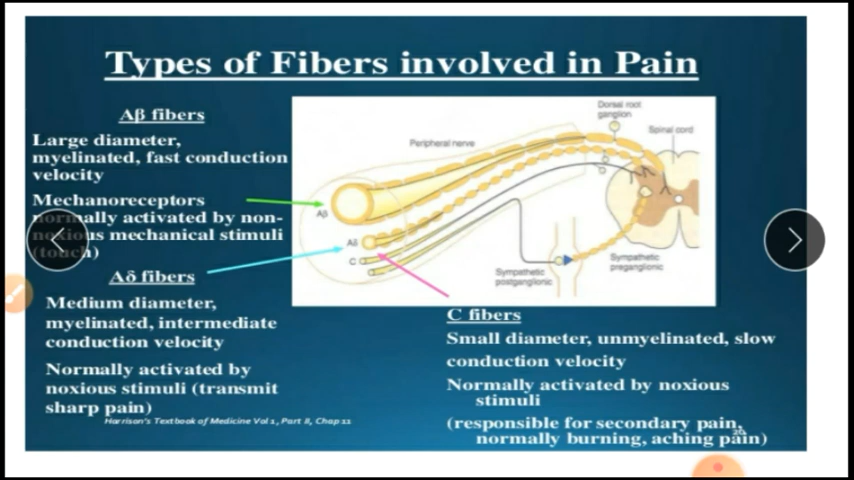 Types of Fibers involved in Pain
Aβ fibers
Large diameter,
myelinated, fast conduction
velocity
Mechanoreceptors
normally activated by non-
noxious mechanical stimuli
(touch)
Aδ fibers
Medium diameter,
myelinated, intermediate
conduction velocity
Normally activated by
noxious stimuli (transmit
sharp pain)
Harrison's Textbook of Medicine Vol 1, Part II, Chap 11
Peripheral nerve
Dorsal root
ganglion
Spinal cord
Aβ
Aδ
C
Sympathetic
postganglionic
Sympathetic
preganglionic
C fibers
Small diameter, unmyelinated, slow
conduction velocity
Normally activated by noxious
stimuli
(responsible for secondary pain,
normally burning, aching pain)